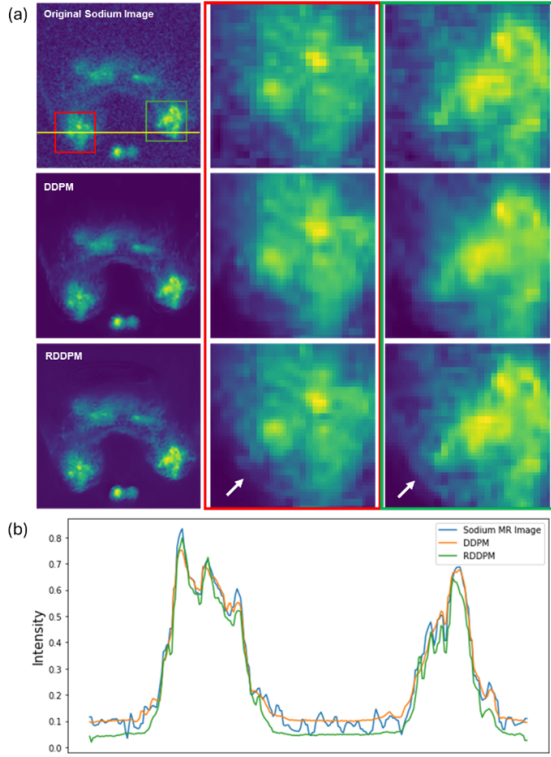 (a)
Original Sodium Image
DDPM
RDDPM
(b)
Sodium MR Image
DDPM
RDDPM
Intensity
0.8
0.7
0.6
0.5
0.4
0.3
0.2
0.1
0.0